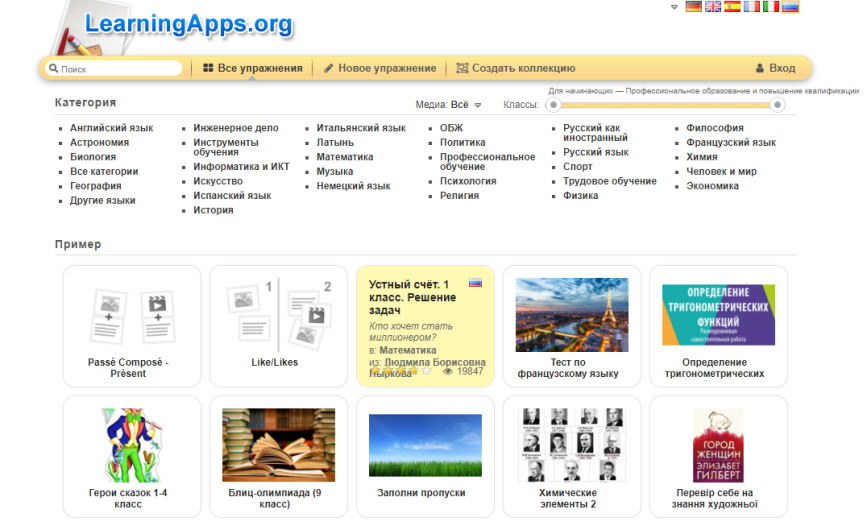 LearningApps.org
Поиск
Все упражнения
Новое упражнение
Создать коллекцию
Вход
Категория
Медиа: Всё
Классы:
Для начинающих — Профессиональное образование и повышение квалификации
Английский язык
Астрономия
Биология
Все категории
География
Другие языки
Инженерное дело
Инструменты
обучения
Информатика и ИКТ
Искусство
Испанский язык
История
Итальянский язык
Латынь
Математика
Музыка
Немецкий язык
ОБЖ
Политика
Профессиональное
обучение
Психология
Религия
Русский как
иностранный
Русский язык
Спорт
Трудовое обучение
Физика
Философия
Французский язык
Химия
Человек и мир
Экономика
Пример
Passè Composè -
Prèsent
1 2
Like/Likes
Устный счёт. 1
класс. Решение
задач
Кто хочет стать
миллионером?
в: Математика
из: Людмила Борисовна
Ныркова
19847
Тест по
французскому языку
ОПРЕДЕЛЕНИЕ
ТРИГОНОМЕТРИЧЕСКИХ
ФУНКЦИЙ
Разноуровневая
самостоятельная работа
Определение
тригонометрических
Герои сказок 1-4
класс
Блиц-олимпиада (9
класс)
Заполни пропуски
Химические
элементы 2
ГОРОД
ЖЕНЩИН
ЭЛИЗАБЕТ
ГИЛБЕРТ
Перевір себе на
знання художньої